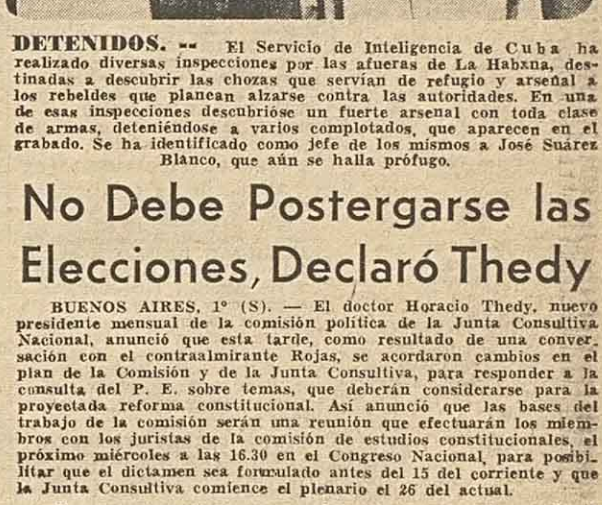 DETENIDOS. -- El Servicio de Inteligencia de Cuba ha
realizado diversas inspecciones por las afueras de La Habxna, des-
tinadas a descubrir las chozas que servían de refugio y arseñal a
los rebeldes que planean alzarse contra las autoridades. En una
de esas inspecciones descubrióse un fuerte arsenal con toda clase
de armas, deteniéndose a varios complotados, que aparecen en el
grabado. Se ha identificado como jefe de los mismos a José Suárez
Blanco, que aún se halla prófugo.
No Debe Postergarse las
Elecciones, Declaró Thedy
BUENOS AIRES, 1º (S). — El doctor Horacio Thedy, nuevo
presidente mensual de la comisión política de la Junta Consultiva
Nacional, anunció que esta tarde, como resultado de una conver
sación con el contraalmirante Rojas, se acordaron cambios en el
plan de la Comisión y de la Junta Consultiva, para responder a la
consulta del P. E. sobre temas, que deberán considerarse para la
proyectada reforma constitucional. Así anunció que las bases del
trabajo de la comisión serán una reunión que efectuarán los miem-
bros con los juristas de la comisión de estudios constitucionales, el
próximo miércoles a las 16.30 en el Congreso Nacional, para posibi-
litar que el dictamen sea formulado antes del 15 del corriente y que
la Junta Consultiva comience el plenario el 26 del actual.